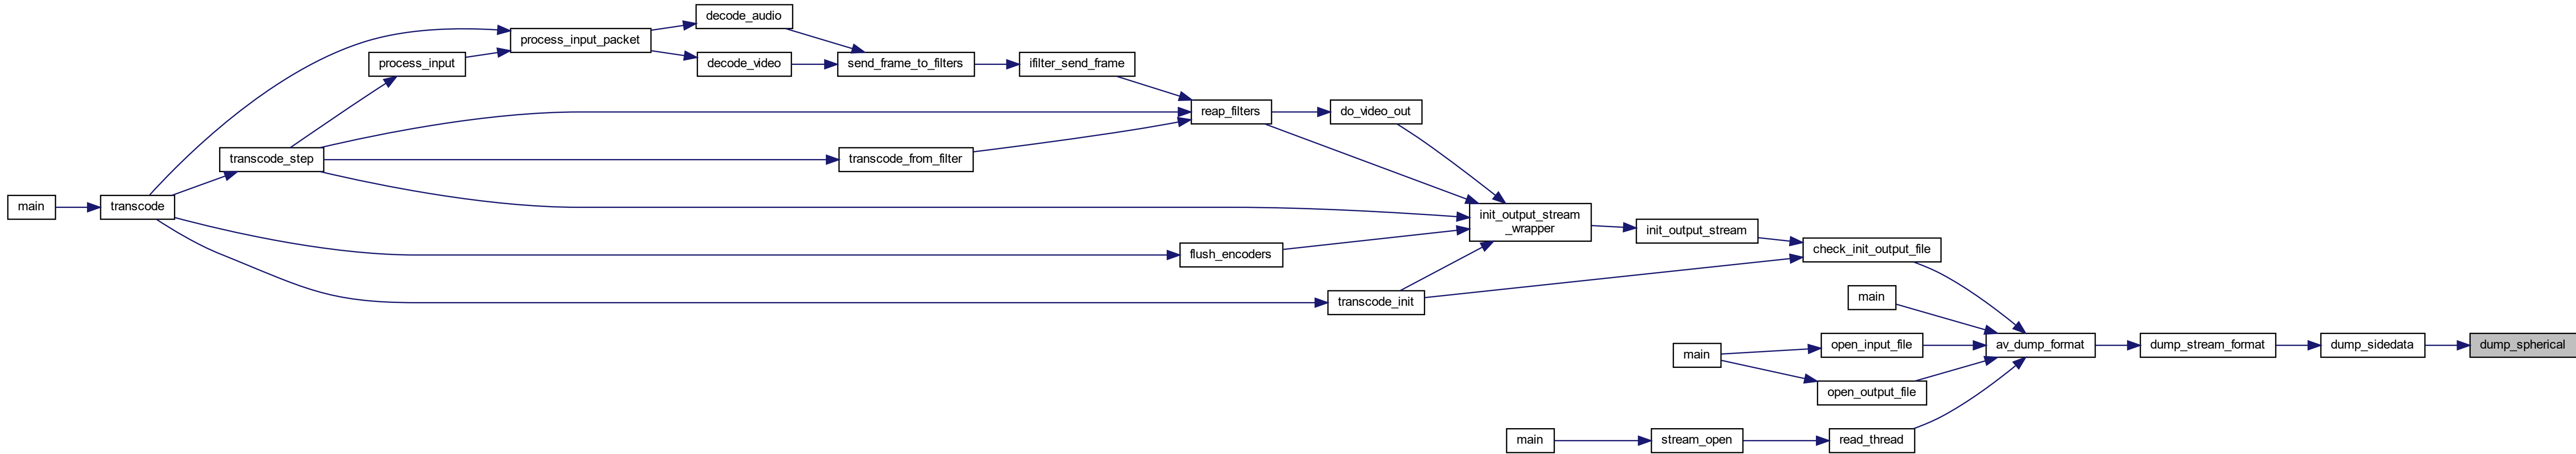 decode_audio
process_input_packet
process_input
decode_video
send_frame_to_filters
ifilter_send_frame
reap_filters
do_video_out
transcode_step
transcode_from_filter
main
transcode
init_output_stream
_wrapper
init_output_stream
flush_encoders
check_init_output_file
transcode_init
main
main
open_input_file
av_dump_format
dump_stream_format
dump_sidedata
dump_spherical
open_output_file
main
stream_open
read_thread